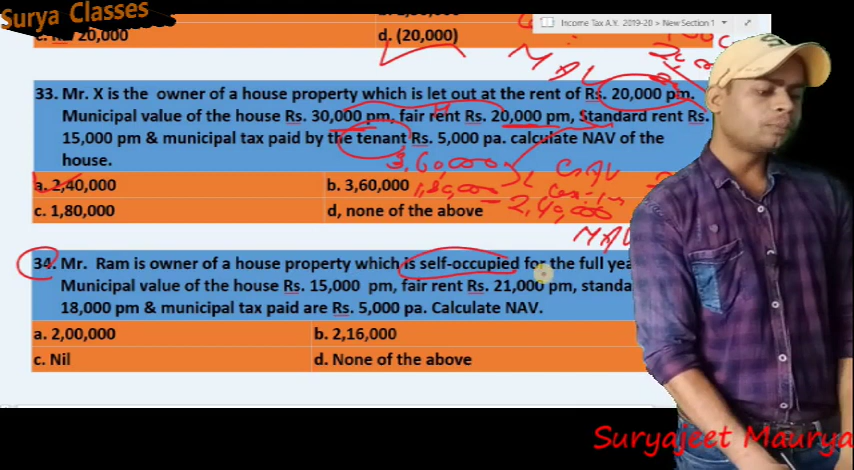 Surya Classes
Income Tax A.Y. 2019-20 > New Section 1
c. Rs 20,000
d. (20,000)
MAV
33. Mr. X is the owner of a house property which is let out at the rent of Rs. 20,000 pm.
Municipal value of the house Rs. 30,000 pm, fair rent Rs. 20,000 pm, Standard rent Rs.
15,000 pm & municipal tax paid by the tenant Rs. 5,000 pa. calculate NAV of the
house.
3,60,000
GAV
a. 2,40,000
b. 3,60,000
1,80,000
c. 1,80,000
d, none of the above
= 2,40,000
34. Mr. Ram is owner of a house property which is self-occupied for the full yea
Municipal value of the house Rs. 15,000 pm, fair rent Rs. 21,000 pm, standa
18,000 pm & municipal tax paid are Rs. 5,000 pa. Calculate NAV.
a. 2,00,000
b. 2,16,000
c. Nil
d. None of the above
Suryajeet Maurya